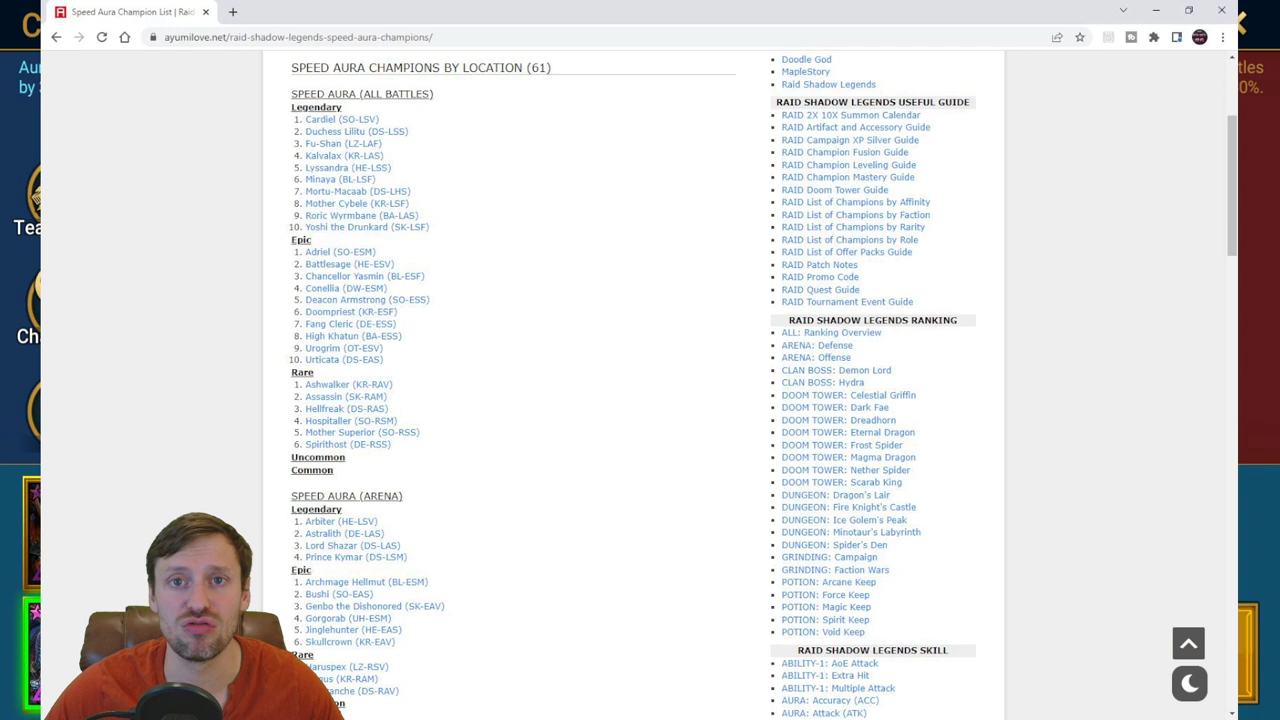 Speed Aura Champion List | Raid
ayumilove.net/raid-shadow-legends-speed-aura-champions/
C
Au
by 3
Tea
Ch
ttles
0%.
SPEED AURA CHAMPIONS BY LOCATION (61)
SPEED AURA (ALL BATTLES)
Legendary
1. Cardiel (SO-LSV)
2. Duchess Lilitu (DS-LSS)
3. Fu-Shan (LZ-LAF)
4. Kalvalax (KR-LAS)
5. Lyssandra (HE-LSS)
6. Minaya (BL-LSF)
7. Mortu-Macaab (DS-LHS)
8. Mother Cybele (KR-LSF)
9. Roric Wyrmbane (BA-LAS)
10. Yoshi the Drunkard (SK-LSF)
Epic
1. Adriel (SO-ESM)
2. Battlesage (HE-ESV)
3. Chancellor Yasmin (BL-ESF)
4. Conellia (DW-ESM)
5. Deacon Armstrong (SO-ESS)
6. Doompriest (KR-ESF)
7. Fang Cleric (DE-ESS)
8. High Khatun (BA-ESS)
9. Urogrim (OT-ESV)
10. Urticata (DS-EAS)
Rare
1. Ashwalker (KR-RAV)
2. Assassin (SK-RAM)
3. Hellfreak (DS-RAS)
4. Hospitaller (SO-RSM)
5. Mother Superior (SO-RSS)
6. Spirithost (DE-RSS)
Uncommon
Common
SPEED AURA (ARENA)
Legendary
1. Arbiter (HE-LSV)
2. Astralith (DE-LAS)
3. Lord Shazar (DS-LAS)
4. Prince Kymar (DS-LSM)
Epic
1. Archmage Hellmut (BL-ESM)
2. Bushi (SO-EAS)
3. Genbo the Dishonored (SK-EAV)
4. Gorgorab (UH-ESM)
5. Jinglehunter (HE-EAS)
6. Skullcrown (KR-EAV)
Rare
Haruspex (LZ-RSV)
gus (KR-RAM)
anche (DS-RAV)
on
Doodle God
MapleStory
Raid Shadow Legends
RAID SHADOW LEGENDS USEFUL GUIDE
RAID 2X 10X Summon Calendar
RAID Artifact and Accessory Guide
RAID Campaign XP Silver Guide
RAID Champion Fusion Guide
RAID Champion Leveling Guide
RAID Champion Mastery Guide
RAID Doom Tower Guide
RAID List of Champions by Affinity
RAID List of Champions by Faction
RAID List of Champions by Rarity
RAID List of Champions by Role
RAID List of Offer Packs Guide
RAID Patch Notes
RAID Promo Code
RAID Quest Guide
RAID Tournament Event Guide
RAID SHADOW LEGENDS RANKING
ALL: Ranking Overview
ARENA: Defense
ARENA: Offense
CLAN BOSS: Demon Lord
CLAN BOSS: Hydra
DOOM TOWER: Celestial Griffin
DOOM TOWER: Dark Fae
DOOM TOWER: Dreadhorn
DOOM TOWER: Eternal Dragon
DOOM TOWER: Frost Spider
DOOM TOWER: Magma Dragon
DOOM TOWER: Nether Spider
DOOM TOWER: Scarab King
DUNGEON: Dragon's Lair
DUNGEON: Fire Knight's Castle
DUNGEON: Ice Golem's Peak
DUNGEON: Minotaur's Labyrinth
DUNGEON: Spider's Den
GRINDING: Campaign
GRINDING: Faction Wars
POTION: Arcane Keep
POTION: Force Keep
POTION: Magic Keep
POTION: Spirit Keep
POTION: Void Keep
RAID SHADOW LEGENDS SKILL
ABILITY-1: AoE Attack
ABILITY-1: Extra Hit
ABILITY-1: Multiple Attack
AURA: Accuracy (ACC)
AURA: Attack (ATK)